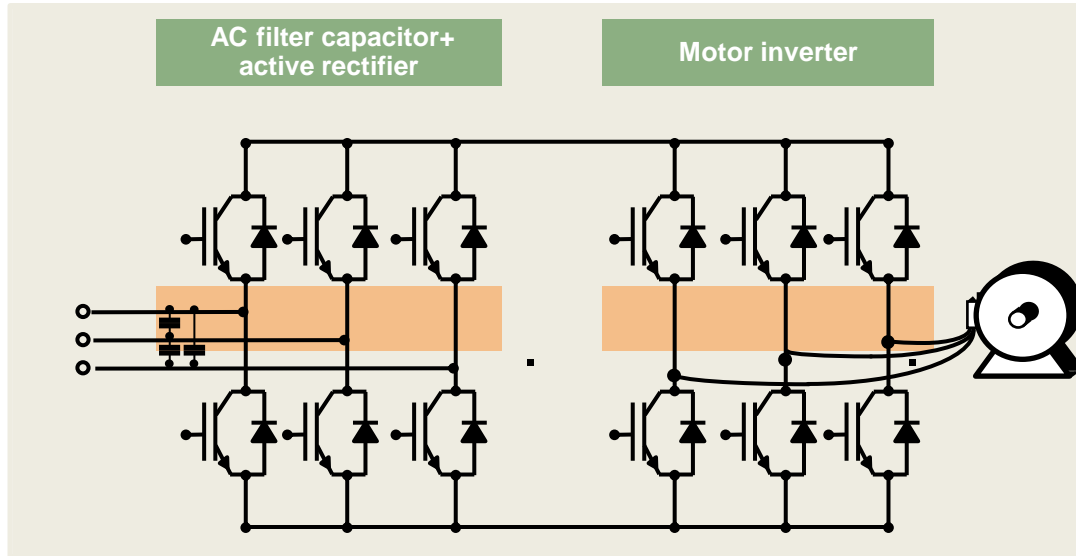 AC filter capacitor+
active rectifier
Motor inverter